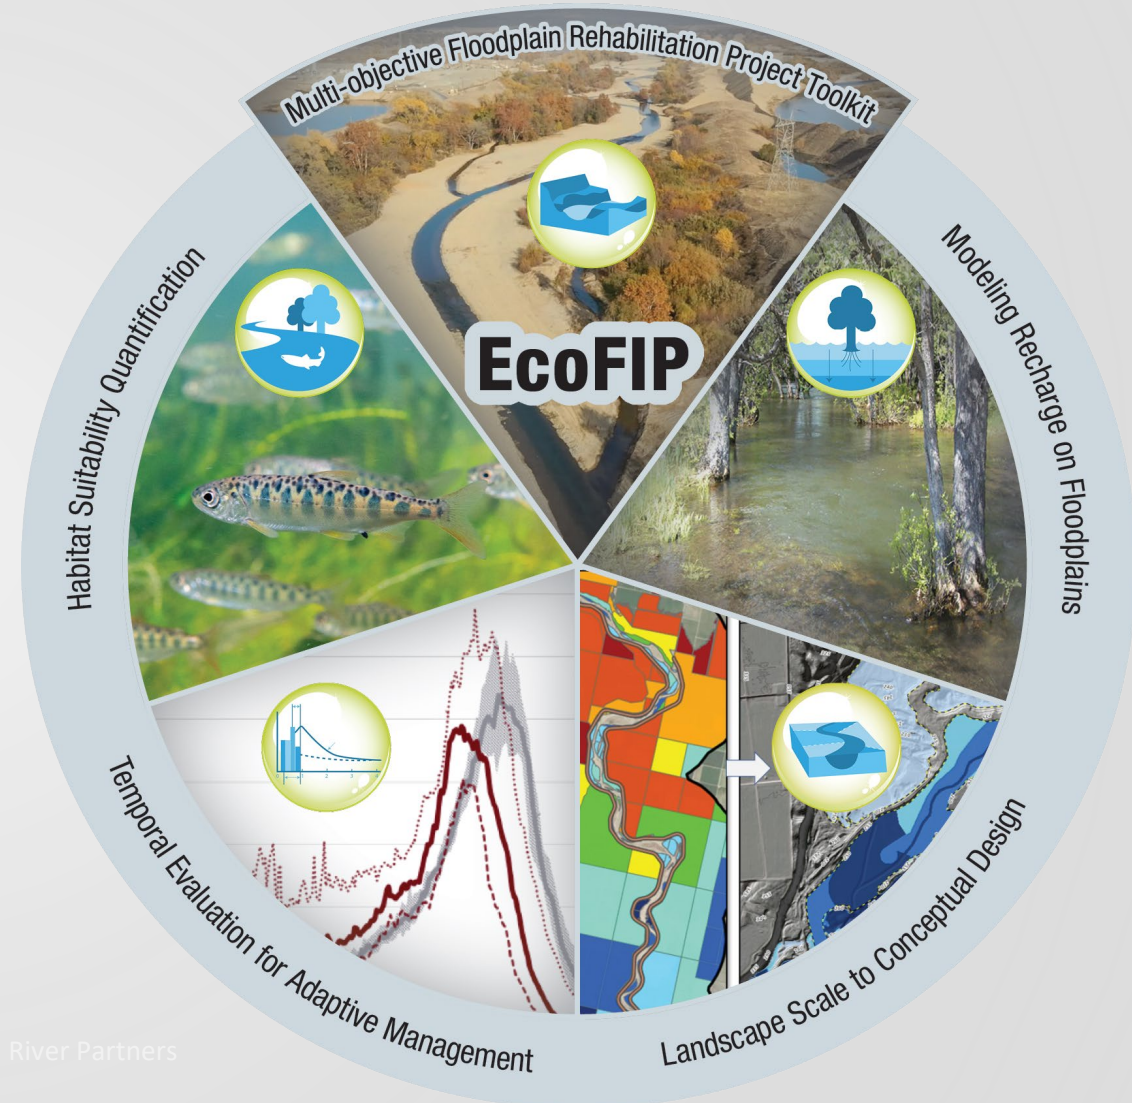 Multi-objective Floodplain Rehabilitation Project Toolkit
EcoFIP
Habitat Suitability Quantification
Modeling Recharge on Floodplains
Temporal Evaluation for Adaptive Management
Landscape Scale to Conceptual Design
River Partners